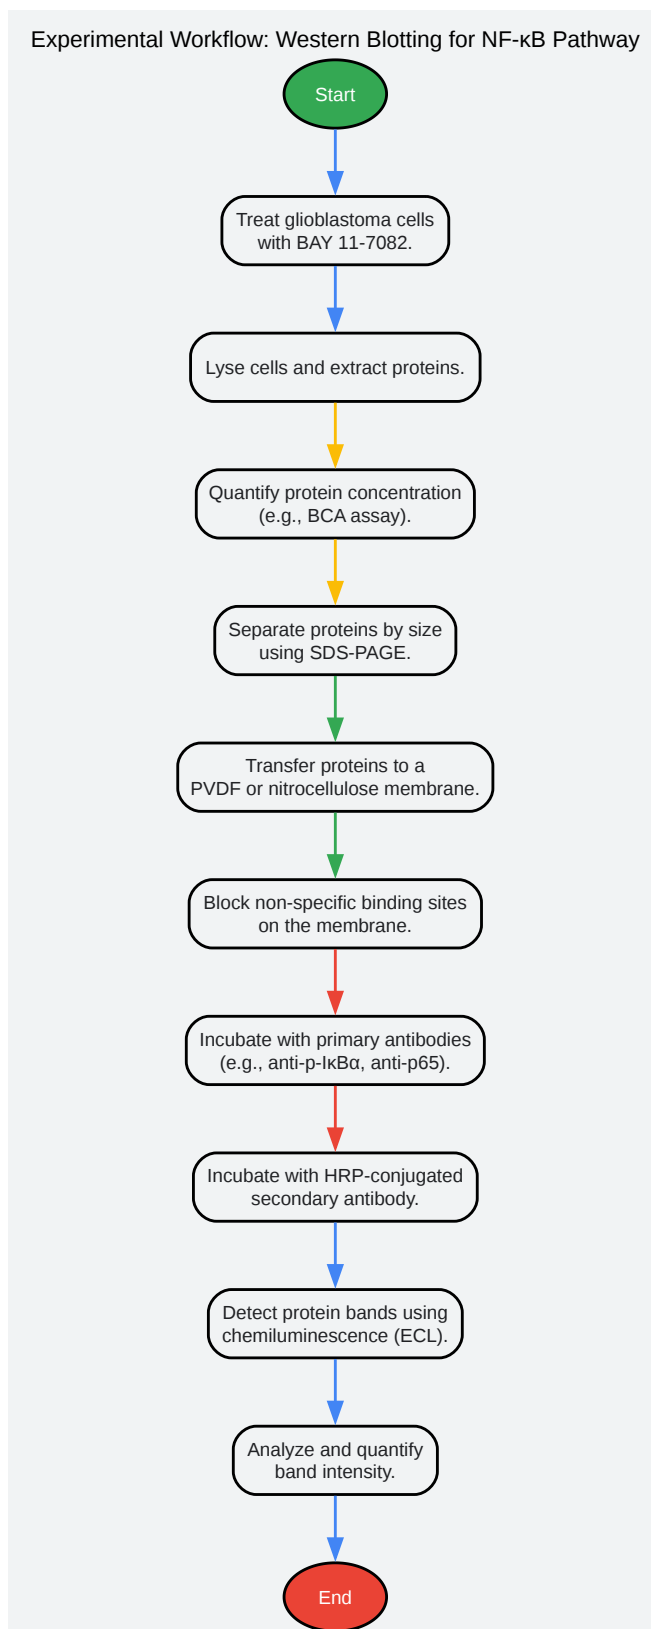 Experimental Workflow: Western Blotting for NF-κB Pathway
Start
Treat glioblastoma cells
with BAY 11-7082.
Lyse cells and extract proteins.
Quantify protein concentration
(e.g., BCA assay).
Separate proteins by size
using SDS-PAGE.
Transfer proteins to a
PVDF or nitrocellulose membrane.
Block non-specific binding sites
on the membrane.
Incubate with primary antibodies
(e.g., anti-p-IκBα, anti-p65).
Incubate with HRP-conjugated
secondary antibody.
Detect protein bands using
chemiluminescence (ECL).
Analyze and quantify
band intensity.
End